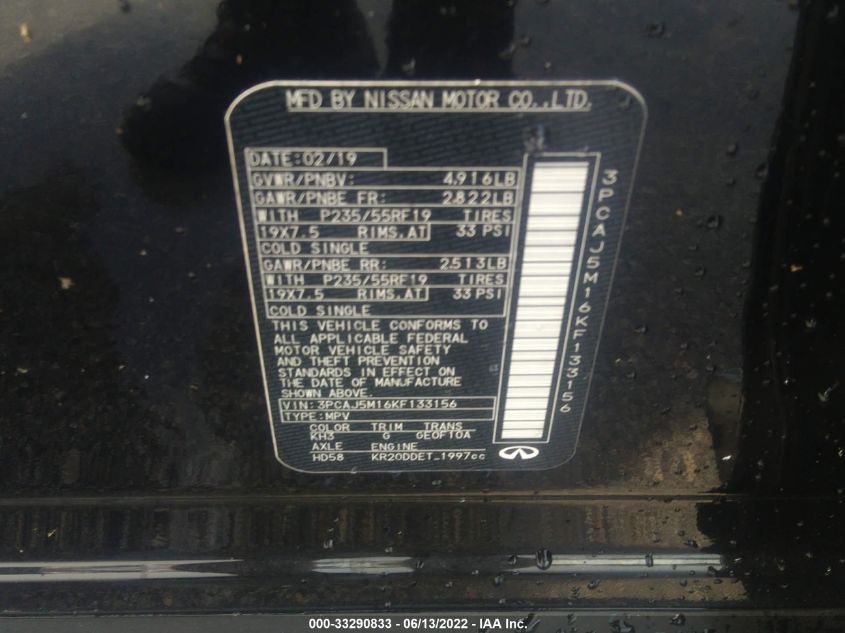 MFD BY NISSAN MOTOR CO.,LTD.
DATE:02/19
GVWR/PNBV: 4,916LB
GAWR/PNBE FR: 2,822LB
WITH P235/55RF19 TIRES
19X7.5 RIMS,AT 33 PSI
COLD SINGLE
GAWR/PNBE RR: 2,513LB
WITH P235/55RF19 TIRES
19X7.5 RIMS,AT 33 PSI
COLD SINGLE
THIS VEHICLE CONFORMS TO
ALL APPLICABLE FEDERAL
MOTOR VEHICLE SAFETY
AND THEFT PREVENTION
STANDARDS IN EFFECT ON
THE DATE OF MANUFACTURE
SHOWN ABOVE.
VIN:3PCAJ5M16KF133156
TYPE:MPV
COLOR TRIM TRANS
KH3 G GE0F10A
AXLE ENGINE
HD58 KR20DDET_1997cc
3PCAJ5M16KF133156
000-33290833 - 06/13/2022 - IAA Inc.